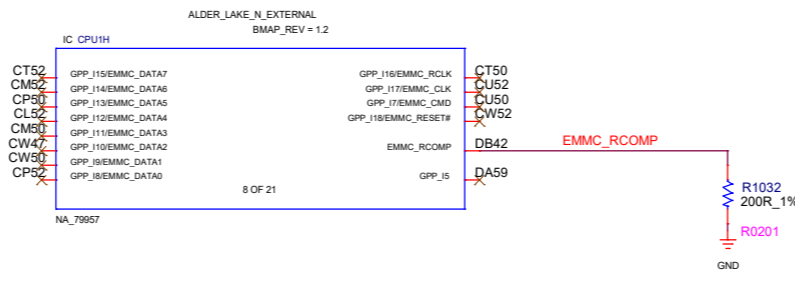 ALDER_LAKE_N_EXTERNAL
BMAP_REV = 1.2
IC CPU1H
CT52 GPP_I15/EMMC_DATA7 GPP_I16/EMMC_RCLK CT50
CM52 GPP_I14/EMMC_DATA6 GPP_I17/EMMC_CLK CU52
CP50 GPP_I13/EMMC_DATA5 GPP_I7/EMMC_CMD CU50
CL52 GPP_I12/EMMC_DATA4 GPP_I18/EMMC_RESET# CW52
CM50 GPP_I11/EMMC_DATA3
CW47 GPP_I10/EMMC_DATA2 EMMC_RCOMP DB42 EMMC_RCOMP
CW50 GPP_I9/EMMC_DATA1
CP52 GPP_I8/EMMC_DATA0 GPP_I5 DA59
8 OF 21
R1032
200R_1%
NA_79957
R0201
GND